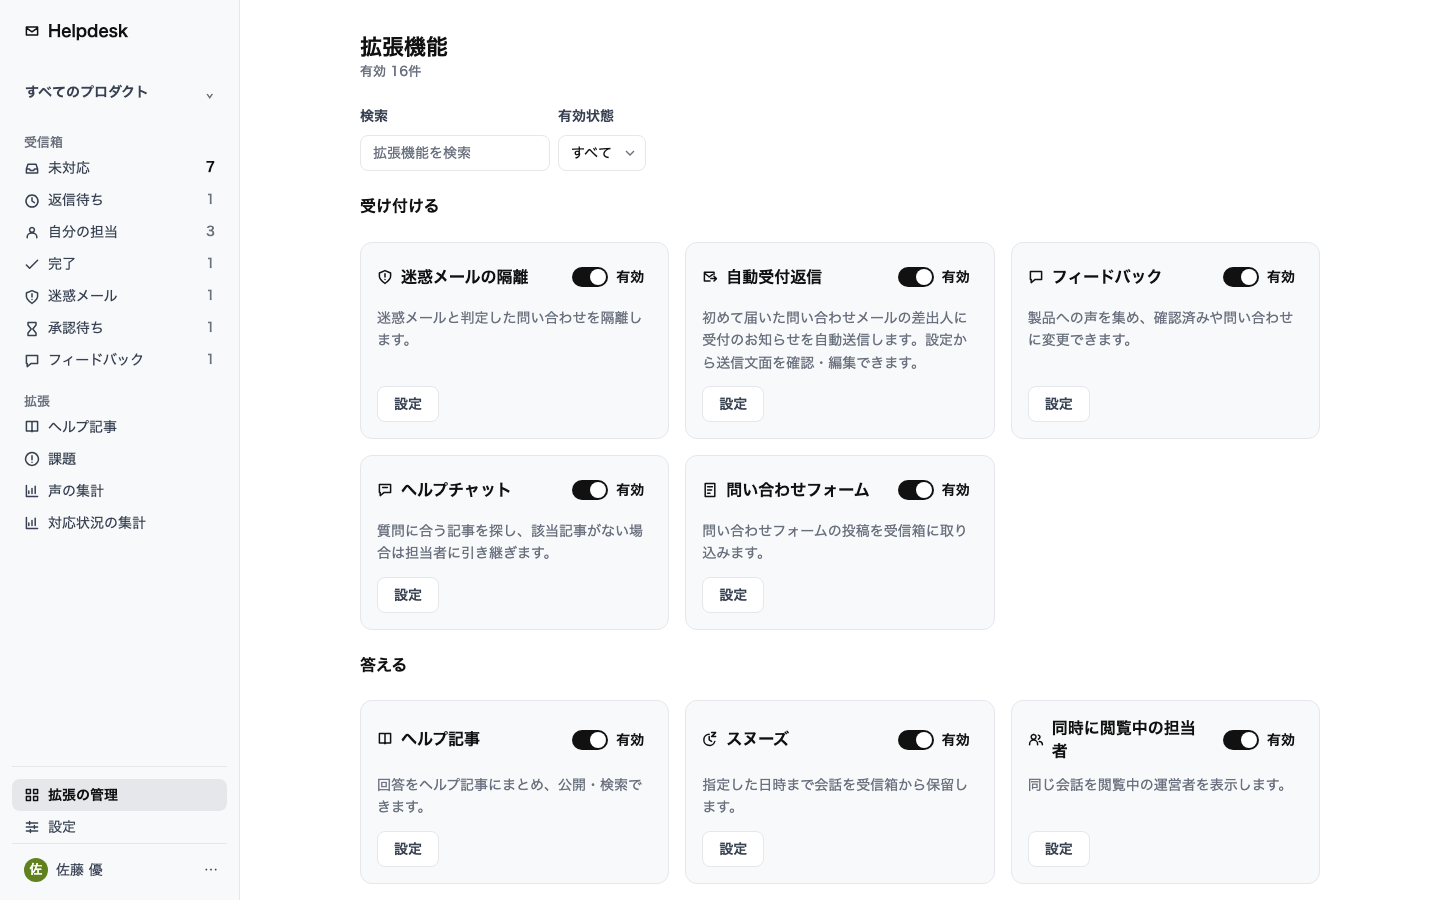 Helpdesk
すべてのプロダクト
受信箱
未対応 7
返信待ち 1
自分の担当 3
完了 1
迷惑メール 1
承認待ち 1
フィードバック 1
拡張
ヘルプ記事
課題
声の集計
対応状況の集計
拡張の管理
設定
佐 佐藤 優 …
拡張機能
有効 16件
検索 有効状態
拡張機能を検索 すべて
受け付ける
迷惑メールの隔離 有効
迷惑メールと判定した問い合わせを隔離し
ます。
設定
自動受付返信 有効
初めて届いた問い合わせメールの差出人に
受付のお知らせを自動送信します。設定か
ら送信文面を確認・編集できます。
設定
フィードバック 有効
製品への声を集め、確認済みや問い合わせ
に変更できます。
設定
ヘルプチャット 有効
質問に合う記事を探し、該当記事がない場
合は担当者に引き継ぎます。
設定
問い合わせフォーム 有効
問い合わせフォームの投稿を受信箱に取り
込みます。
設定
答える
ヘルプ記事 有効
回答をヘルプ記事にまとめ、公開・検索で
きます。
設定
スヌーズ 有効
指定した日時まで会話を受信箱から保留し
ます。
設定
同時に閲覧中の担当
者 有効
同じ会話を閲覧中の運営者を表示します。
設定